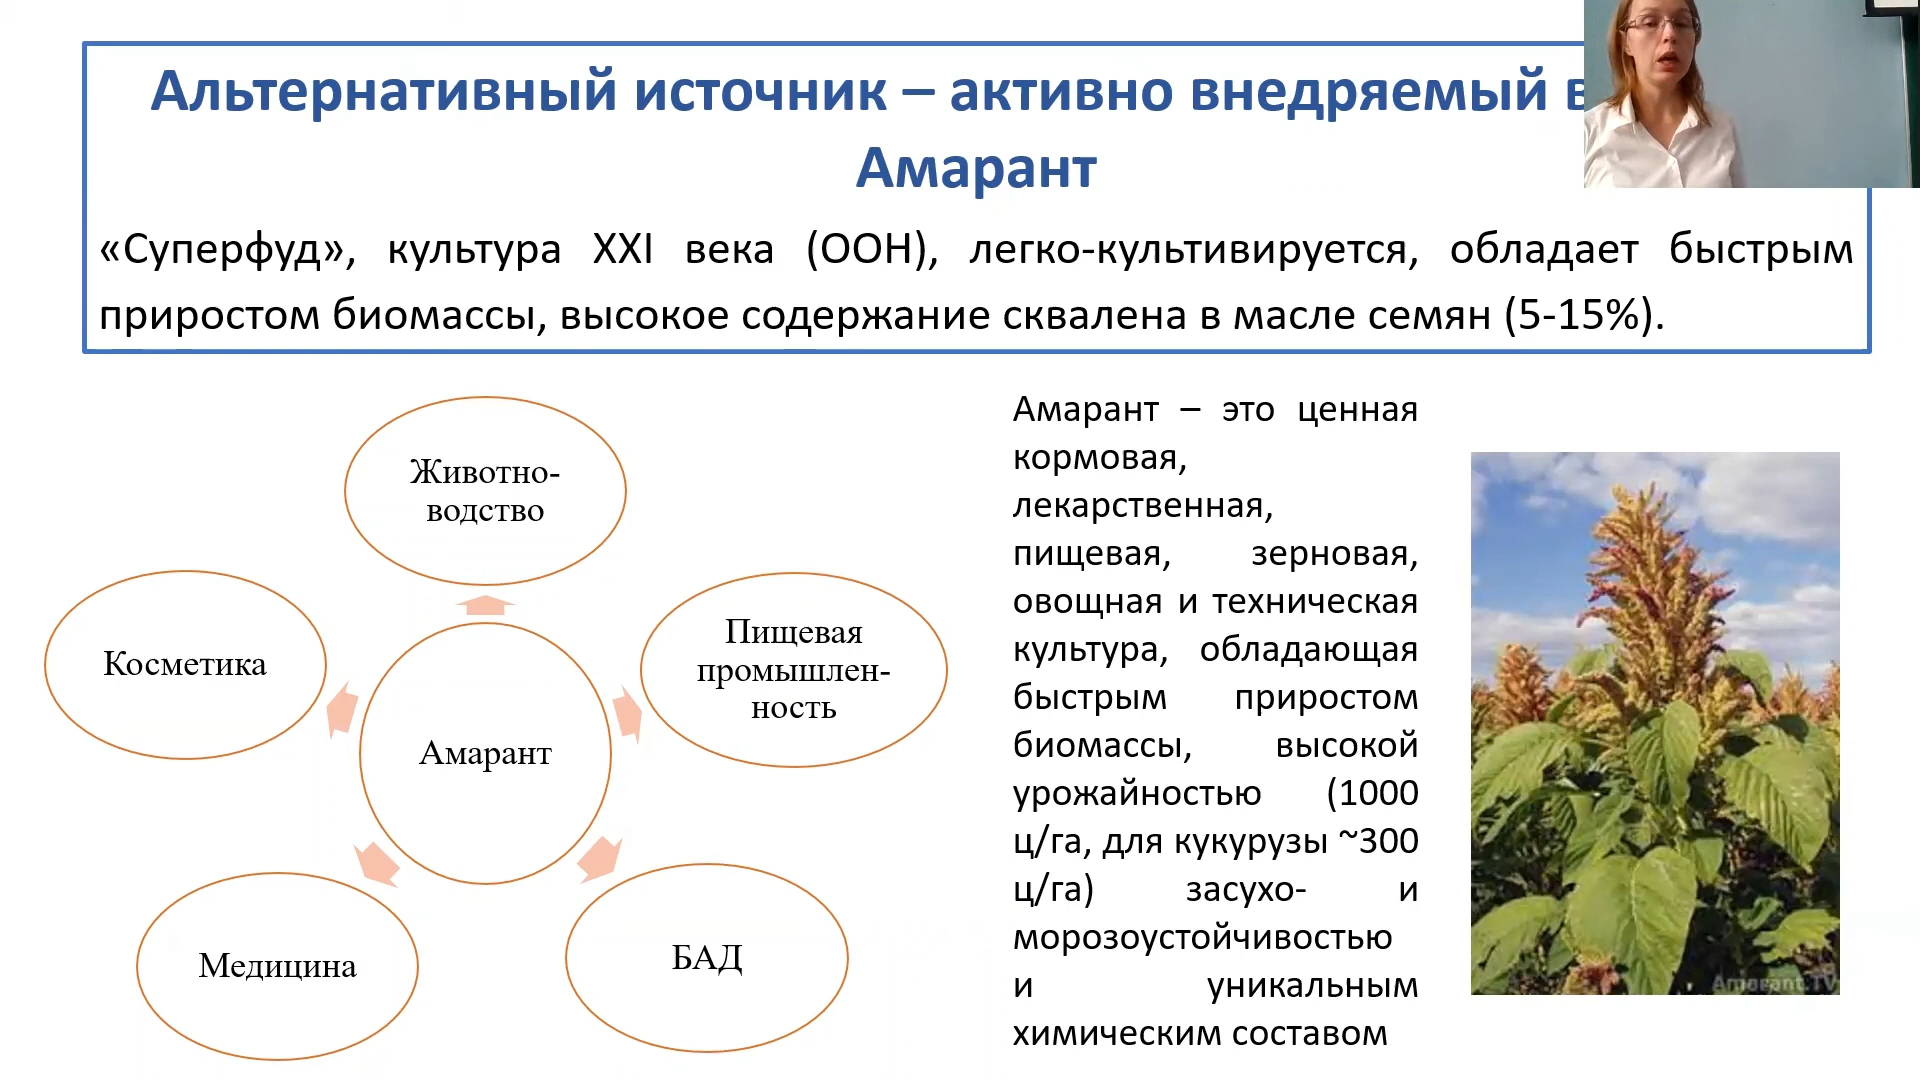 Альтернативный источник – активно внедряемый в
Амарант
«Суперфуд», культура XXI века (ООН), легко-культивируется, обладает быстрым
приростом биомассы, высокое содержание сквалена в масле семян (5-15%).
Животно-
водство
Косметика
Пищевая
промышлен-
ность
Амарант
Медицина
БАД
Амарант – это ценная
кормовая,
лекарственная,
пищевая, зерновая,
овощная и техническая
культура, обладающая
быстрым приростом
биомассы, высокой
урожайностью (1000
ц/га, для кукурузы ~300
ц/га) засухо- и
морозоустойчивостью
и уникальным
химическим составом
Amarant.TV